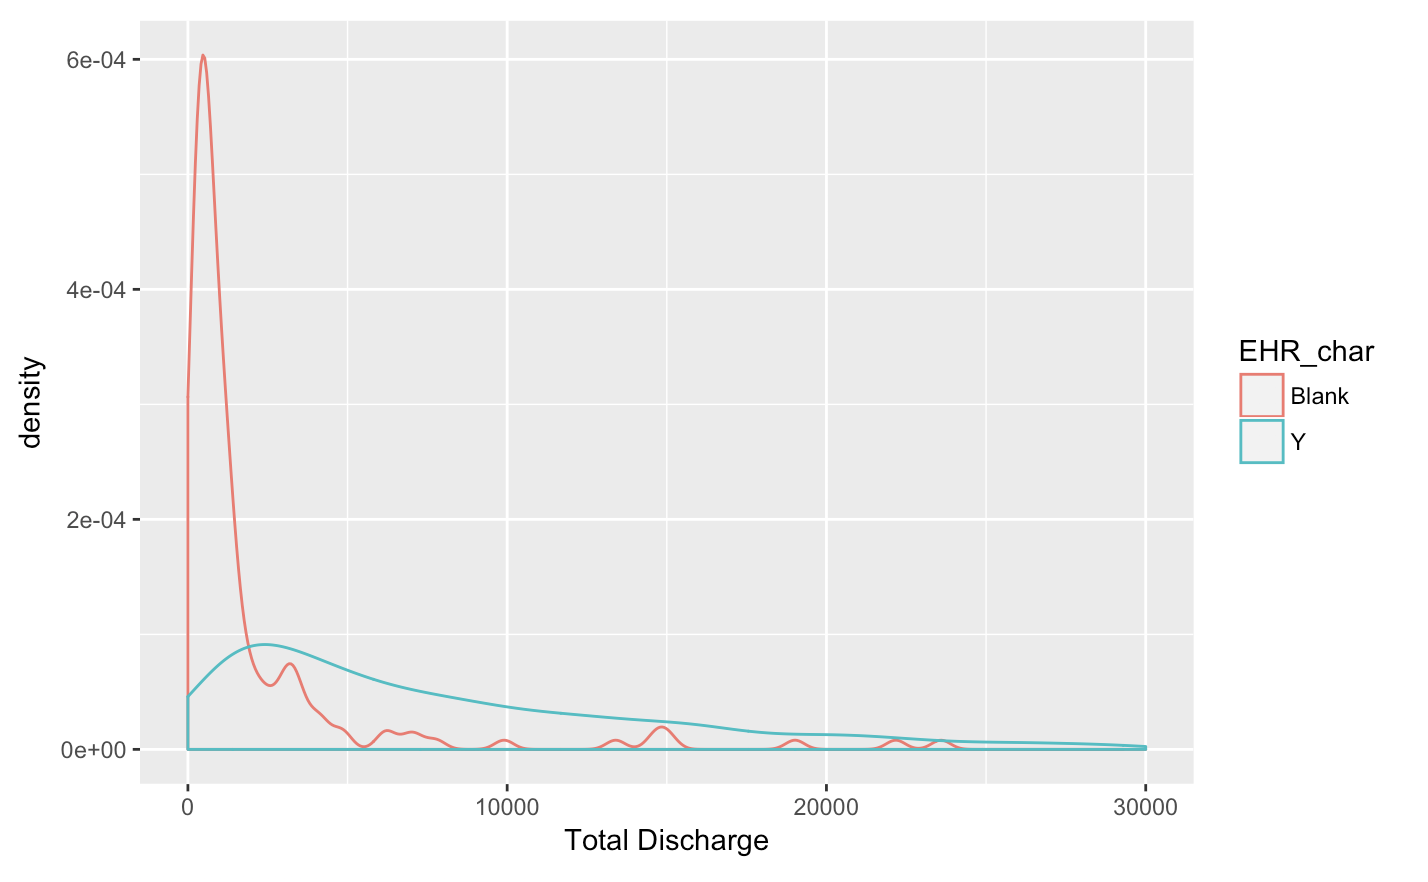 6e-04
4e-04
2e-04
0e+00
density
0
10000
20000
30000
Total Discharge
EHR_char
Blank
Y